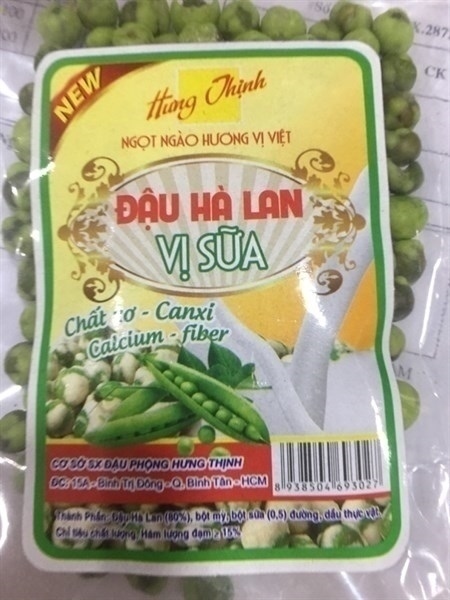 .287
CK
NEW
Hưng Thịnh
NGỌT NGÀO HƯƠNG VỊ VIỆT
ĐẬU HÀ LAN
VỊ SỮA
Chất xơ - Canxi
Calcium - fiber
CƠ SỞ SX ĐẬU PHỘNG HƯNG THỊNH
ĐC: 15A - Bình Trị Đông - Q. Bình Tân - HCM
8 938504 693027
Thành Phần: Đậu Hà Lan (80%), bột mỳ, bột sữa (0,5) đường, dầu thực vật.
Chỉ tiêu chất lượng: Hàm lượng đạm > 15%